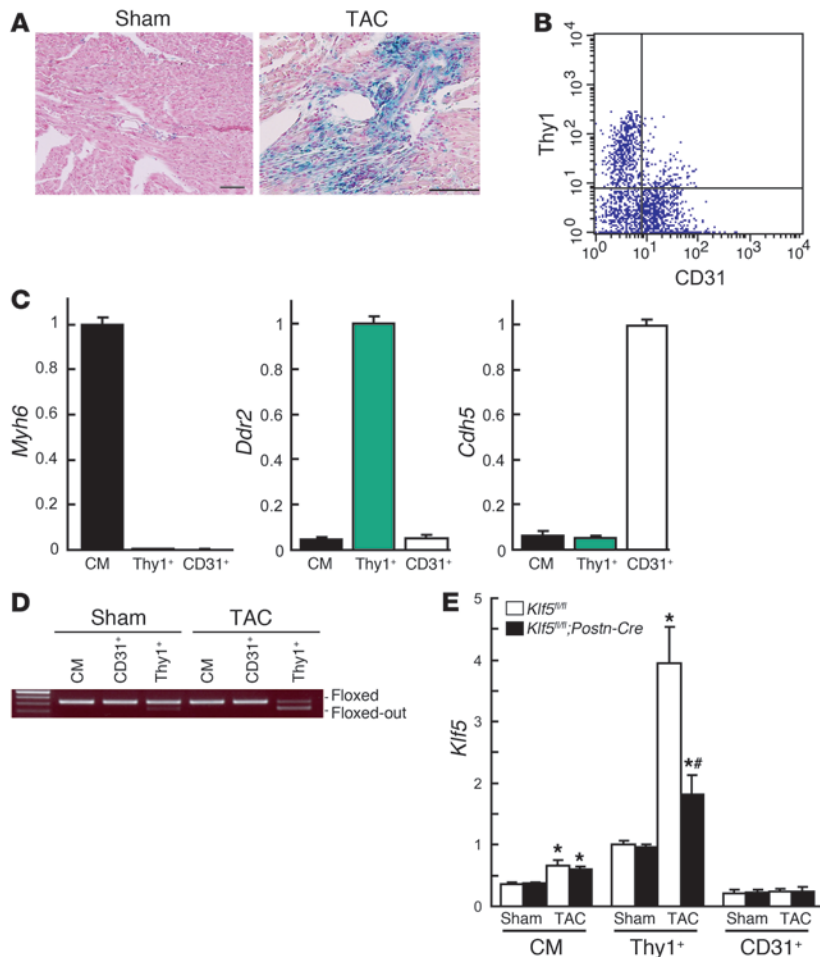 A
Sham
TAC
B
Thy1
10⁴
10³
10²
10¹
10⁰
10⁰ 10¹ 10² 10³ 10⁴
CD31
C
Myh6
1
0.8
0.6
0.4
0.2
0
CM Thy1⁺ CD31⁺
Ddr2
1
0.8
0.6
0.4
0.2
0
CM Thy1⁺ CD31⁺
Cdh5
1
0.8
0.6
0.4
0.2
0
CM Thy1⁺ CD31⁺
D
Sham TAC
CM CD31⁺ Thy1⁺ CM CD31⁺ Thy1⁺
Floxed
Floxed-out
E
Klf5ᶠˡ/ᶠˡ
Klf5ᶠˡ/ᶠˡ;Postn-Cre
Klf5
5
4
3
2
1
0
* * * *#
Sham TAC Sham TAC Sham TAC
CM Thy1⁺ CD31⁺